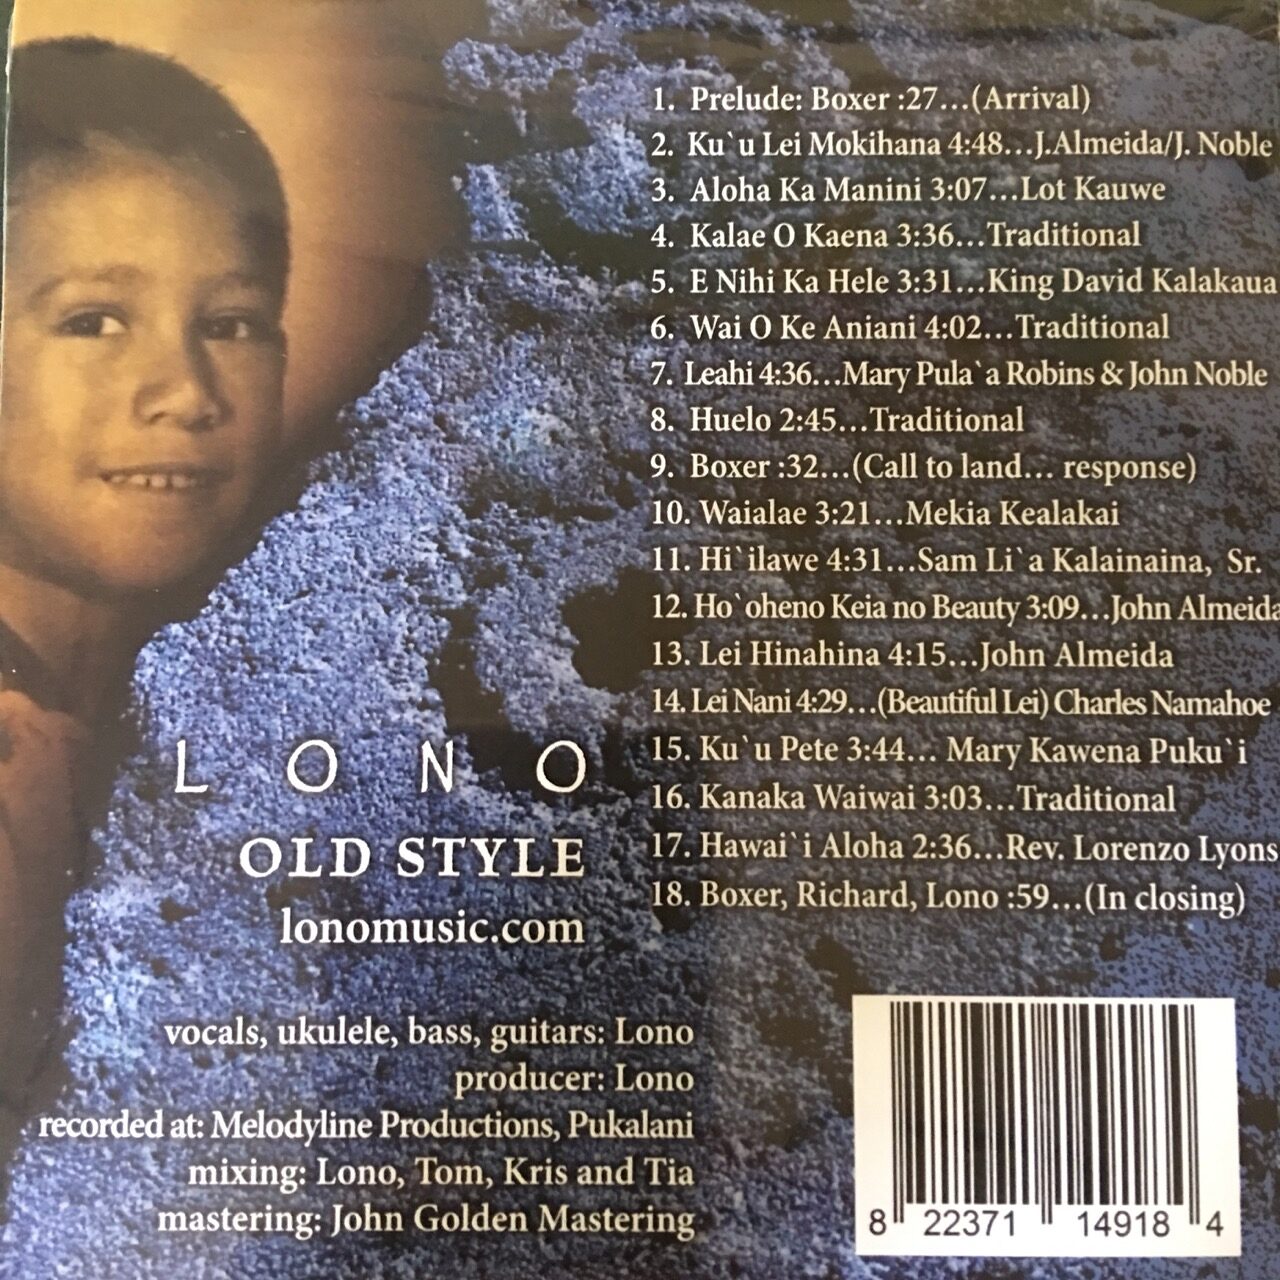 1. Prelude: Boxer :27...(Arrival)
2. Ku`u Lei Mokihana 4:48...J.Almeida/J. Noble
3. Aloha Ka Manini 3:07...Lot Kauwe
4. Kalae O Kaena 3:36...Traditional
5. E Nihi Ka Hele 3:31...King David Kalakaua
6. Wai O Ke Aniani 4:02...Traditional
7. Leahi 4:36...Mary Pula`a Robins & John Noble
8. Huelo 2:45...Traditional
9. Boxer :32...(Call to land... response)
10. Waialae 3:21...Mekia Kealakai
11. Hi`ilawe 4:31...Sam Li`a Kalainaina, Sr.
12. Ho`oheno Keia no Beauty 3:09...John Almeida
13. Lei Hinahina 4:15...John Almeida
14. Lei Nani 4:29...(Beautiful Lei) Charles Namahoe
15. Ku`u Pete 3:44... Mary Kawena Puku`i
16. Kanaka Waiwai 3:03...Traditional
17. Hawai`i Aloha 2:36...Rev. Lorenzo Lyons
18. Boxer, Richard, Lono :59...(In closing)
LONO
OLD STYLE
lonomusic.com
vocals, ukulele, bass, guitars: Lono
producer: Lono
recorded at: Melodyline Productions, Pukalani
mixing: Lono, Tom, Kris and Tia
mastering: John Golden Mastering
8 22371 14918 4